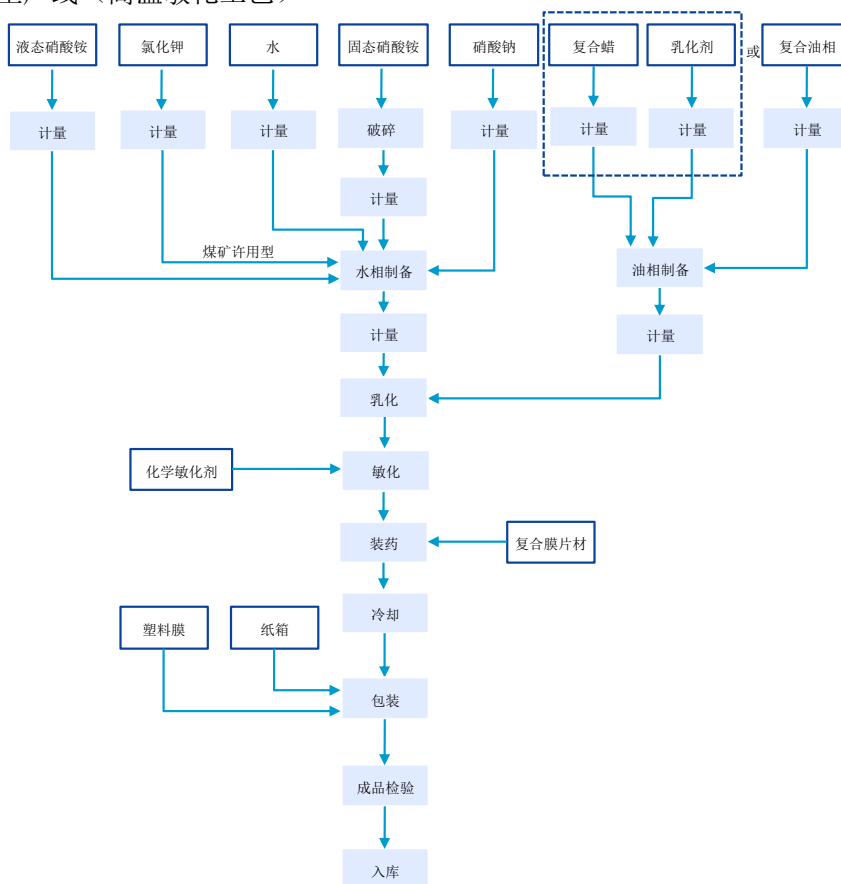 液态硝酸铵
氯化钾
水
固态硝酸铵
硝酸钠
复合蜡
乳化剂
或
复合油相
计量
计量
计量
破碎
计量
计量
计量
计量
计量
煤矿许用型
水相制备
油相制备
计量
计量
乳化
化学敏化剂
敏化
装药
复合膜片材
冷却
塑料膜
纸箱
包装
成品检验
入库